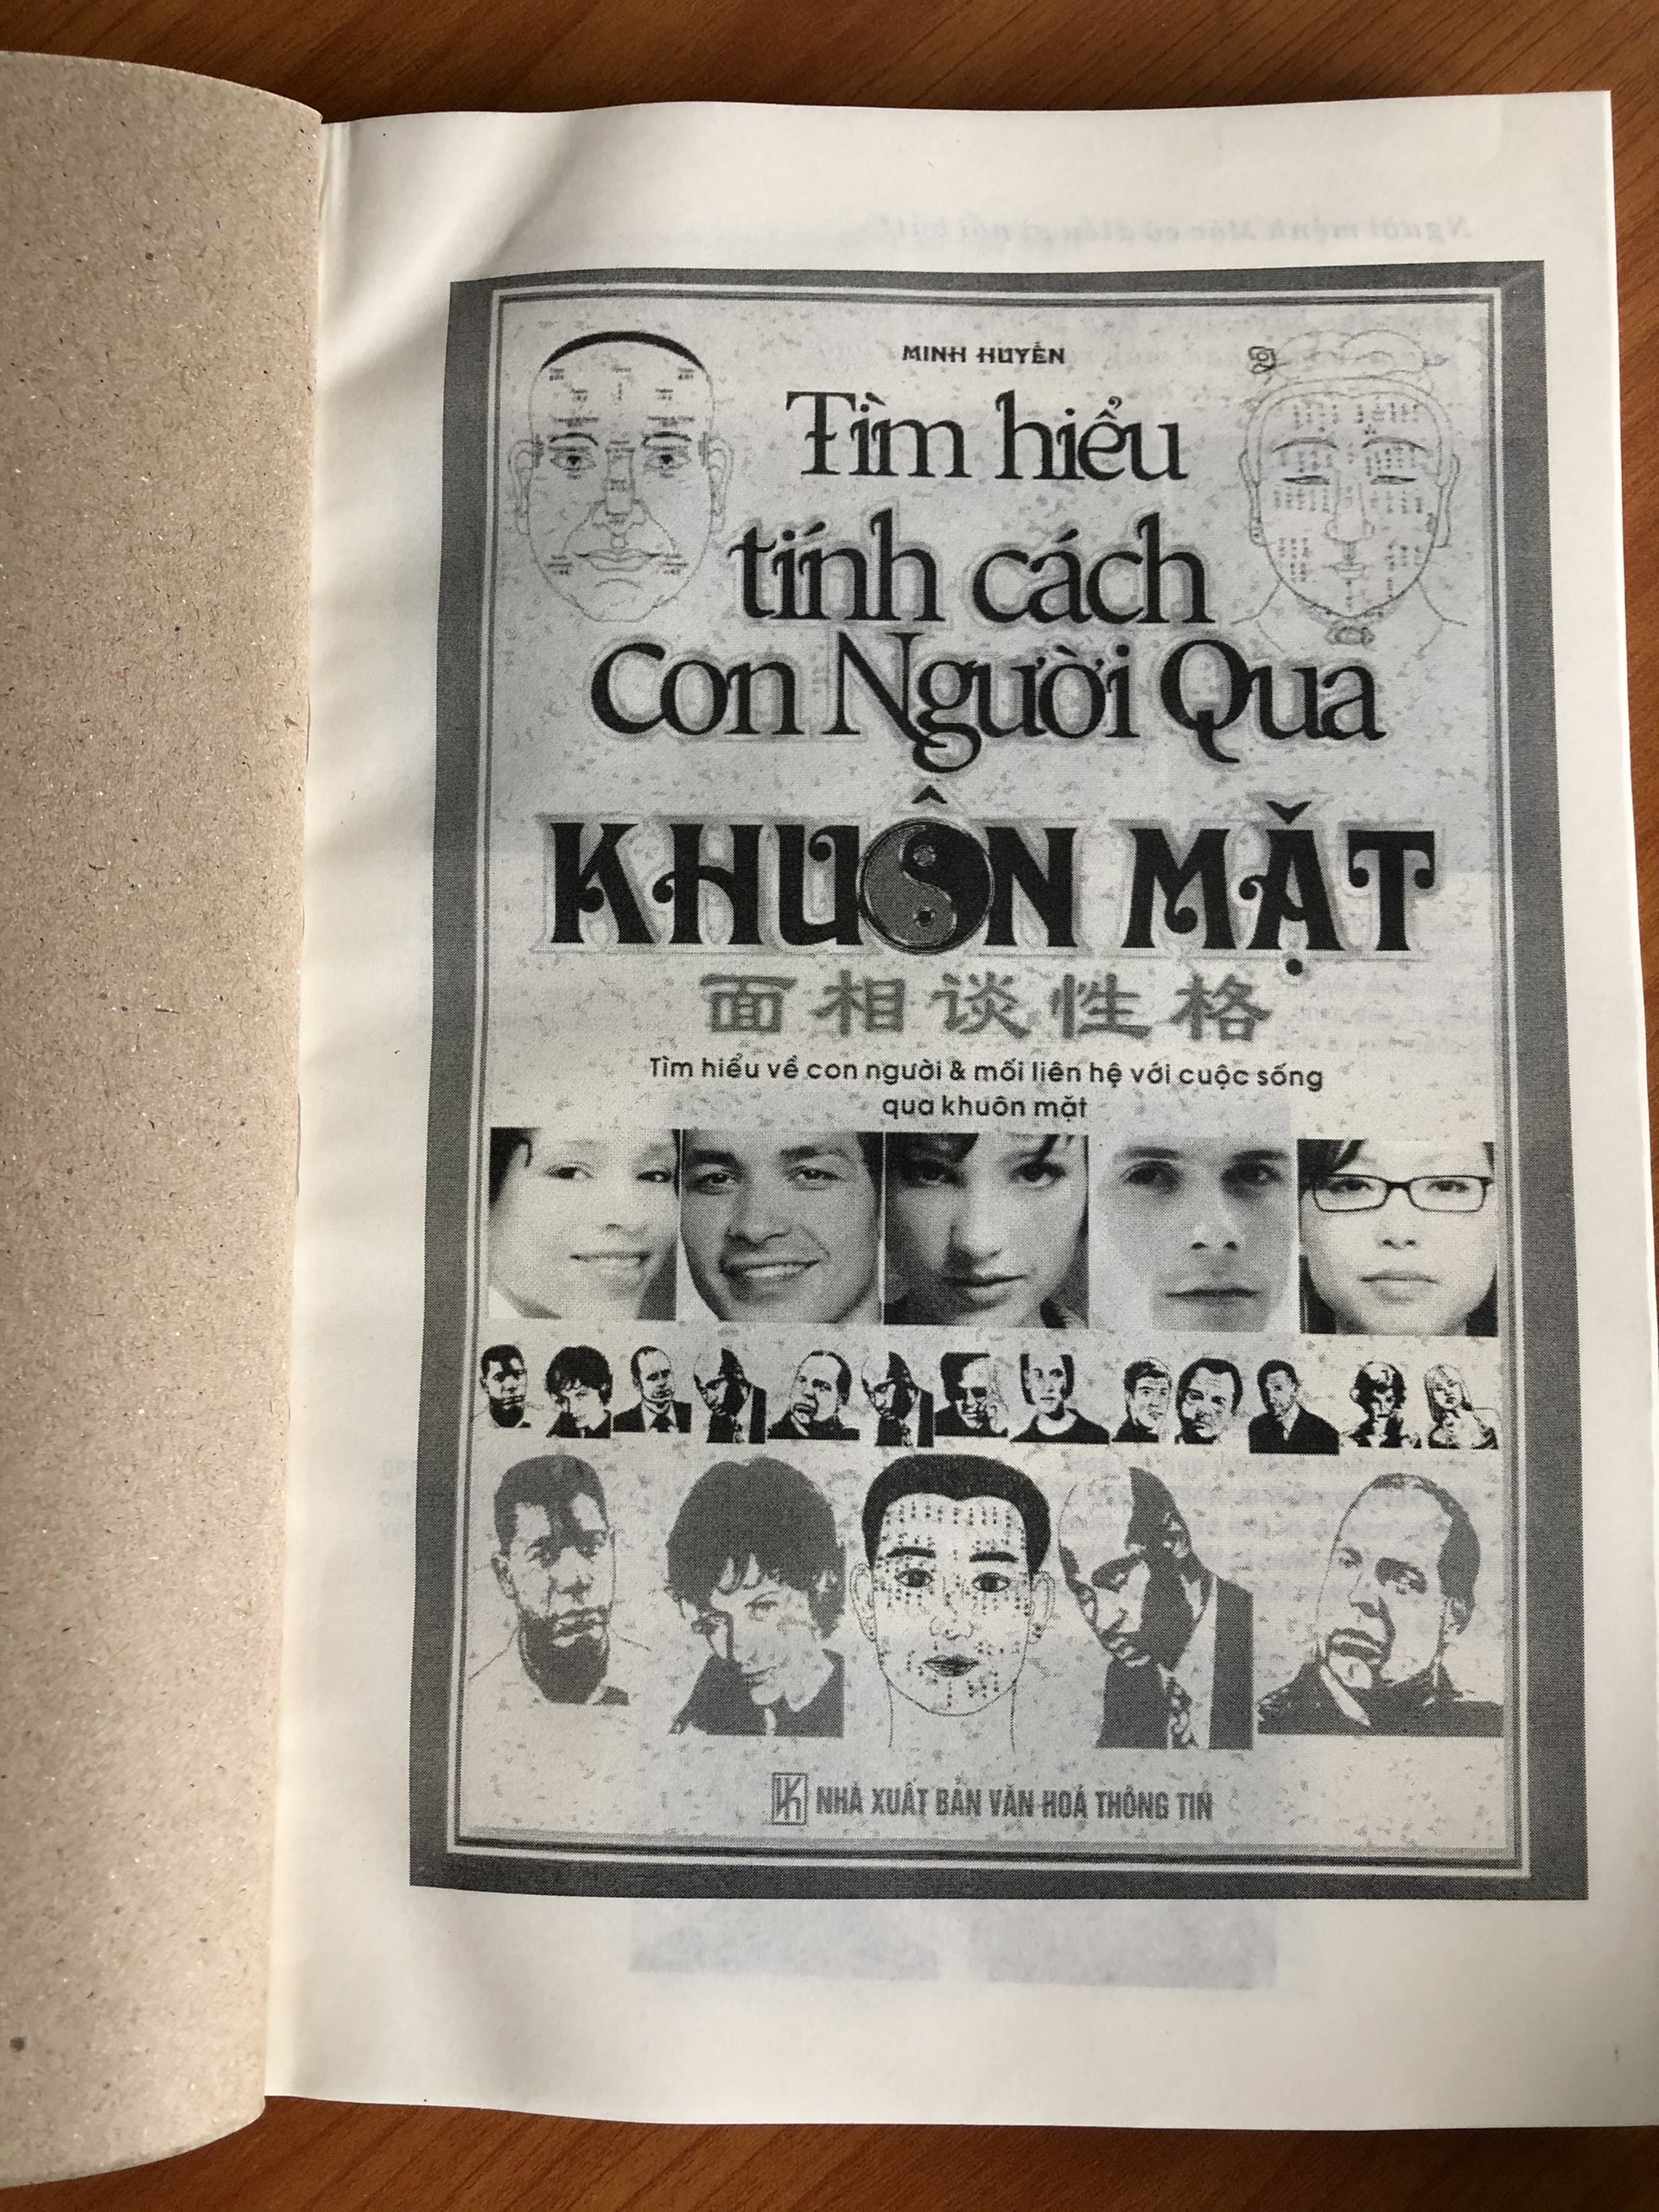 MINH HUYỀN
Tìm hiểu
tính cách
Con Người Qua
KHUÔN MẶT
面相谈性格
Tìm hiểu về con người & mối liên hệ với cuộc sống
qua khuôn mặt
NHÀ XUẤT BẢN VĂN HOÁ THÔNG TIN